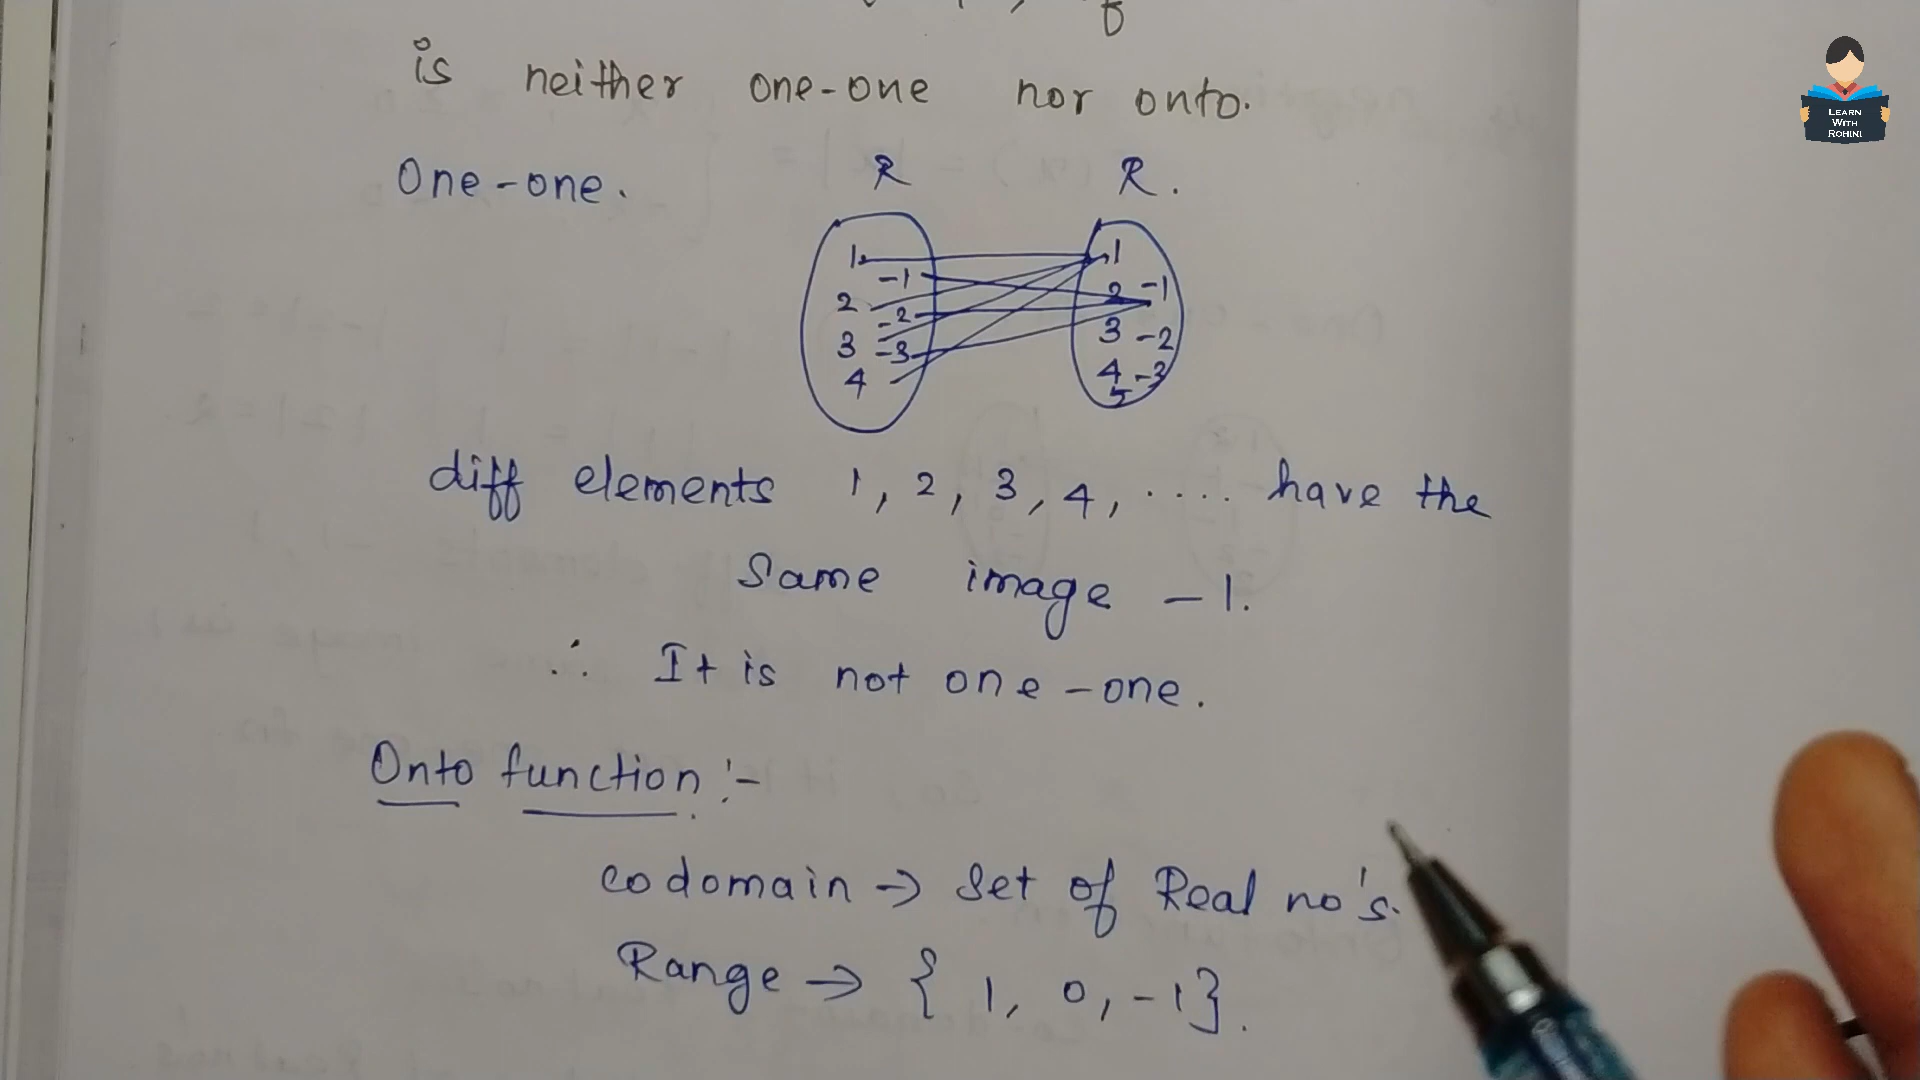 is neither one-one nor onto.
LEARN
WITH
ROHINI
One-one. R R.
1 -1 2 -2 3 -3 4
1 2 -1 3 -2 4 -3 5
diff elements 1, 2, 3, 4, .... have the
Same image -1.
∴ It is not one-one.
Onto function :-
codomain → Set of Real no's.
Range → { 1, 0, -1}.